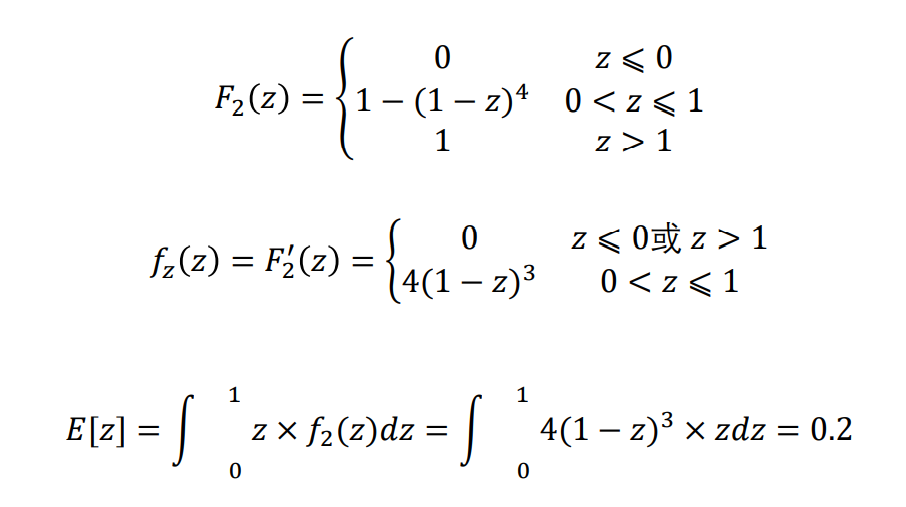 F₂(z) = { 0 z ⩽ 0
1 − (1 − z)⁴ 0 < z ⩽ 1
1 z > 1
f_z(z) = F₂′(z) = { 0 z ⩽ 0或 z > 1
4(1 − z)³ 0 < z ⩽ 1
E[z] = ∫₀¹ z × f₂(z)dz = ∫₀¹ 4(1 − z)³ × zdz = 0.2